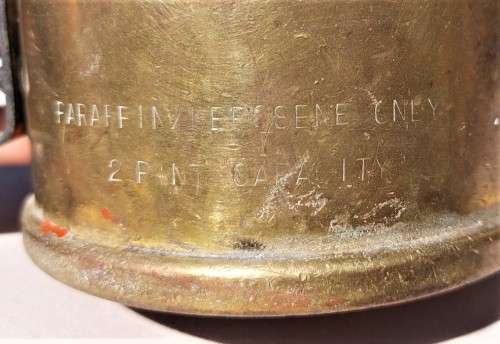 PARAFFIN/KEROSENE ONLY
2 PINT CAPACITY